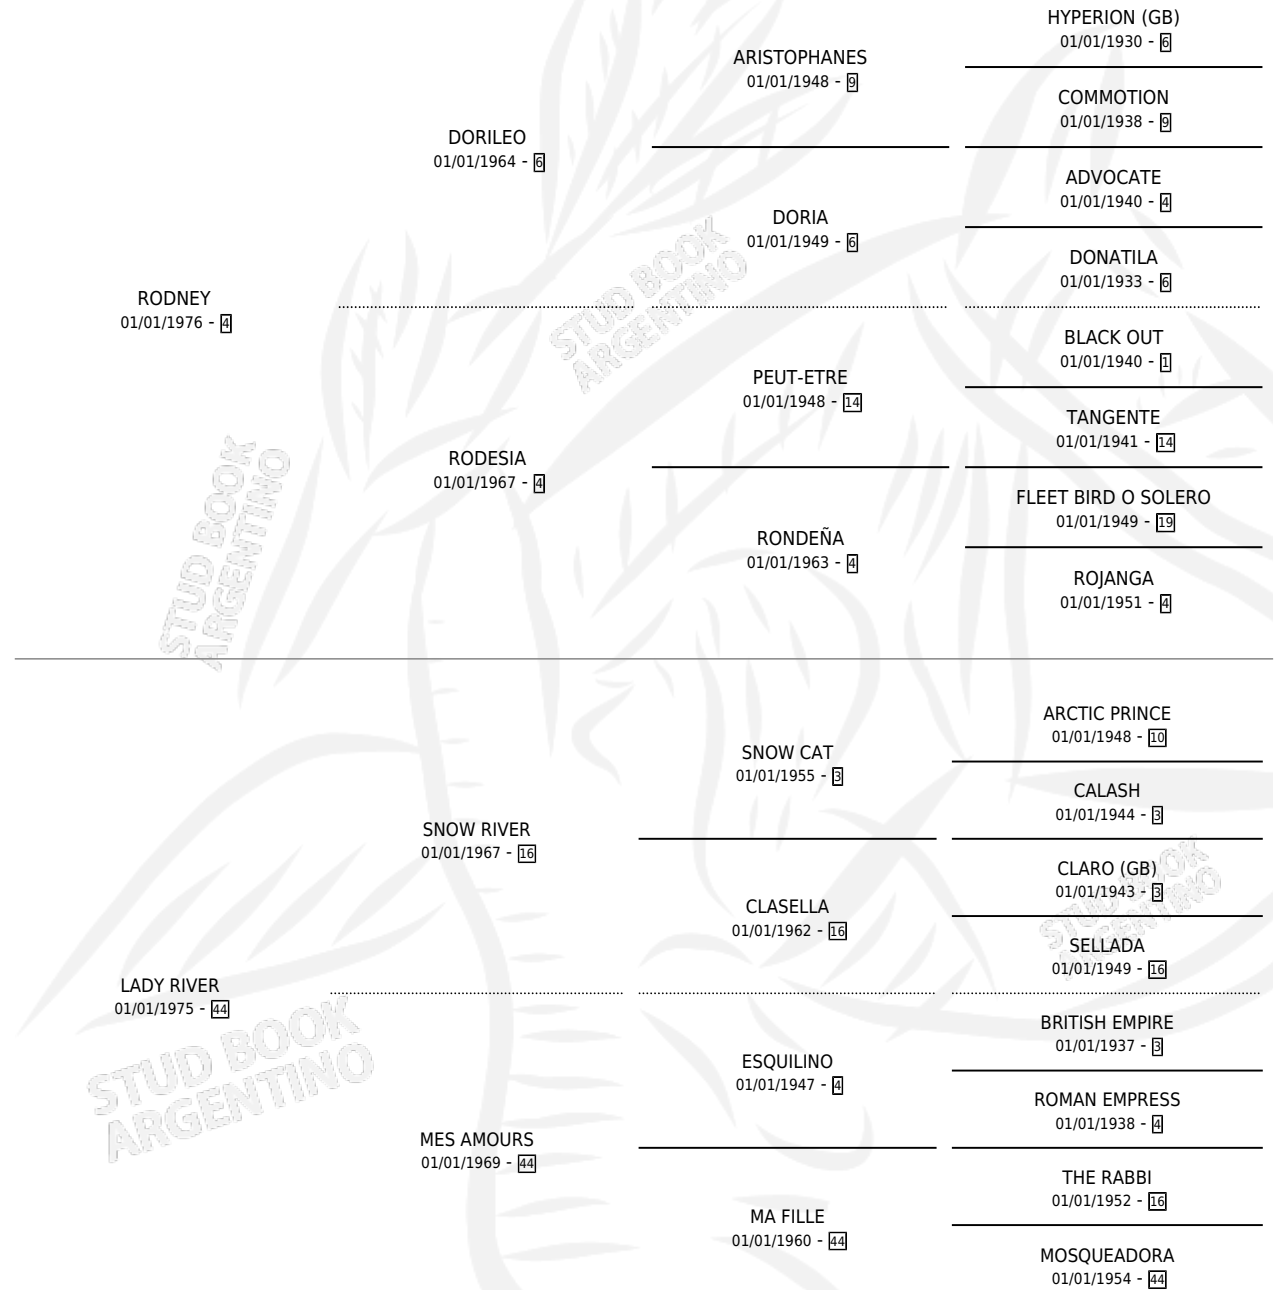 HYPERION (GB)
01/01/1930 - 6
ARISTOPHANES
01/01/1948 - 9
COMMOTION
01/01/1938 - 9
DORILEO
01/01/1964 - 6
ADVOCATE
01/01/1940 - 4
DORIA
01/01/1949 - 6
DONATILA
01/01/1933 - 6
RODNEY
01/01/1976 - 4
BLACK OUT
01/01/1940 - 1
PEUT-ETRE
01/01/1948 - 14
TANGENTE
01/01/1941 - 14
RODESIA
01/01/1967 - 4
FLEET BIRD O SOLERO
01/01/1949 - 19
RONDEÑA
01/01/1963 - 4
ROJANGA
01/01/1951 - 4
ARCTIC PRINCE
01/01/1948 - 10
SNOW CAT
01/01/1955 - 3
CALASH
01/01/1944 - 3
SNOW RIVER
01/01/1967 - 16
CLARO (GB)
01/01/1943 - 3
CLASELLA
01/01/1962 - 16
SELLADA
01/01/1949 - 16
LADY RIVER
01/01/1975 - 44
BRITISH EMPIRE
01/01/1937 - 3
ESQUILINO
01/01/1947 - 4
ROMAN EMPRESS
01/01/1938 - 4
MES AMOURS
01/01/1969 - 44
THE RABBI
01/01/1952 - 16
MA FILLE
01/01/1960 - 44
MOSQUEADORA
01/01/1954 - 44
STUD BOOK
ARGENTINO
STUD BOOK
ARGENTINO
STUD BOOK
ARGENTINO
STUD BOOK
ARGENTINO